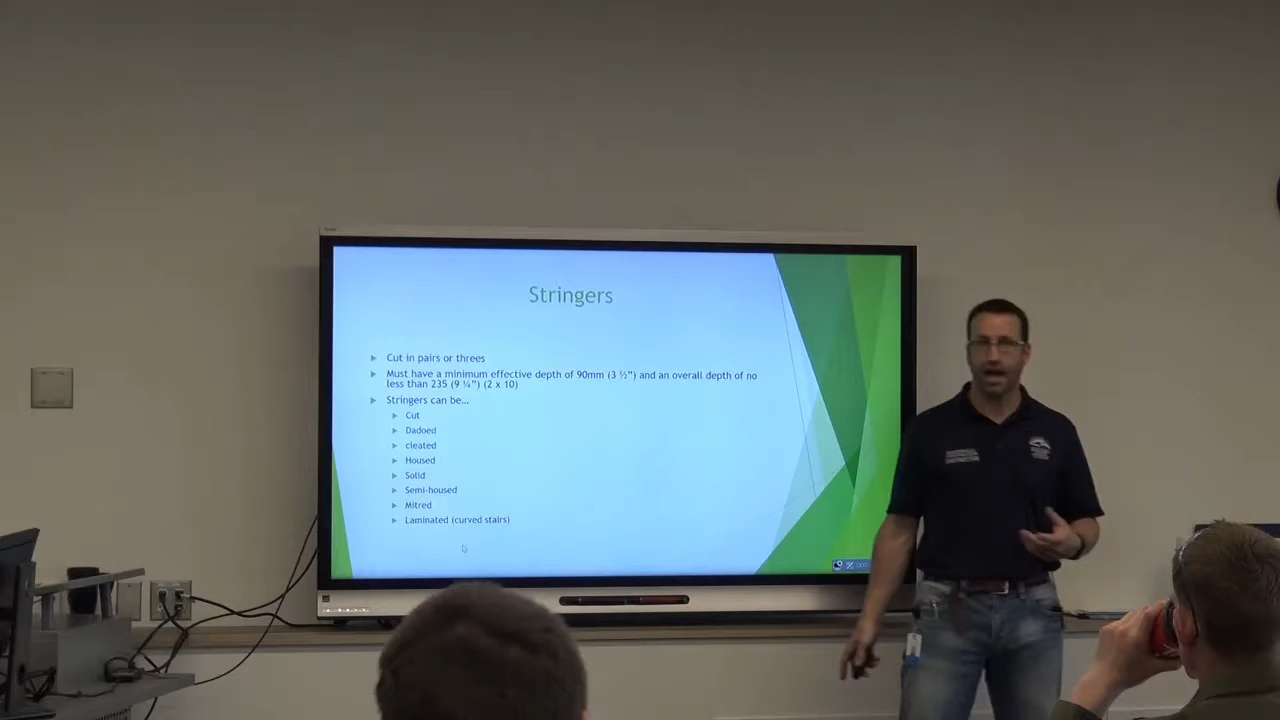 Stringers
Cut in pairs or threes
Must have a minimum effective depth of 90mm (3 ½”) and an overall depth of no
less than 235 (9 ¼”) (2 x 10)
Stringers can be…
Cut
Dadoed
cleated
Housed
Solid
Semi-housed
Mitred
Laminated (curved stairs)